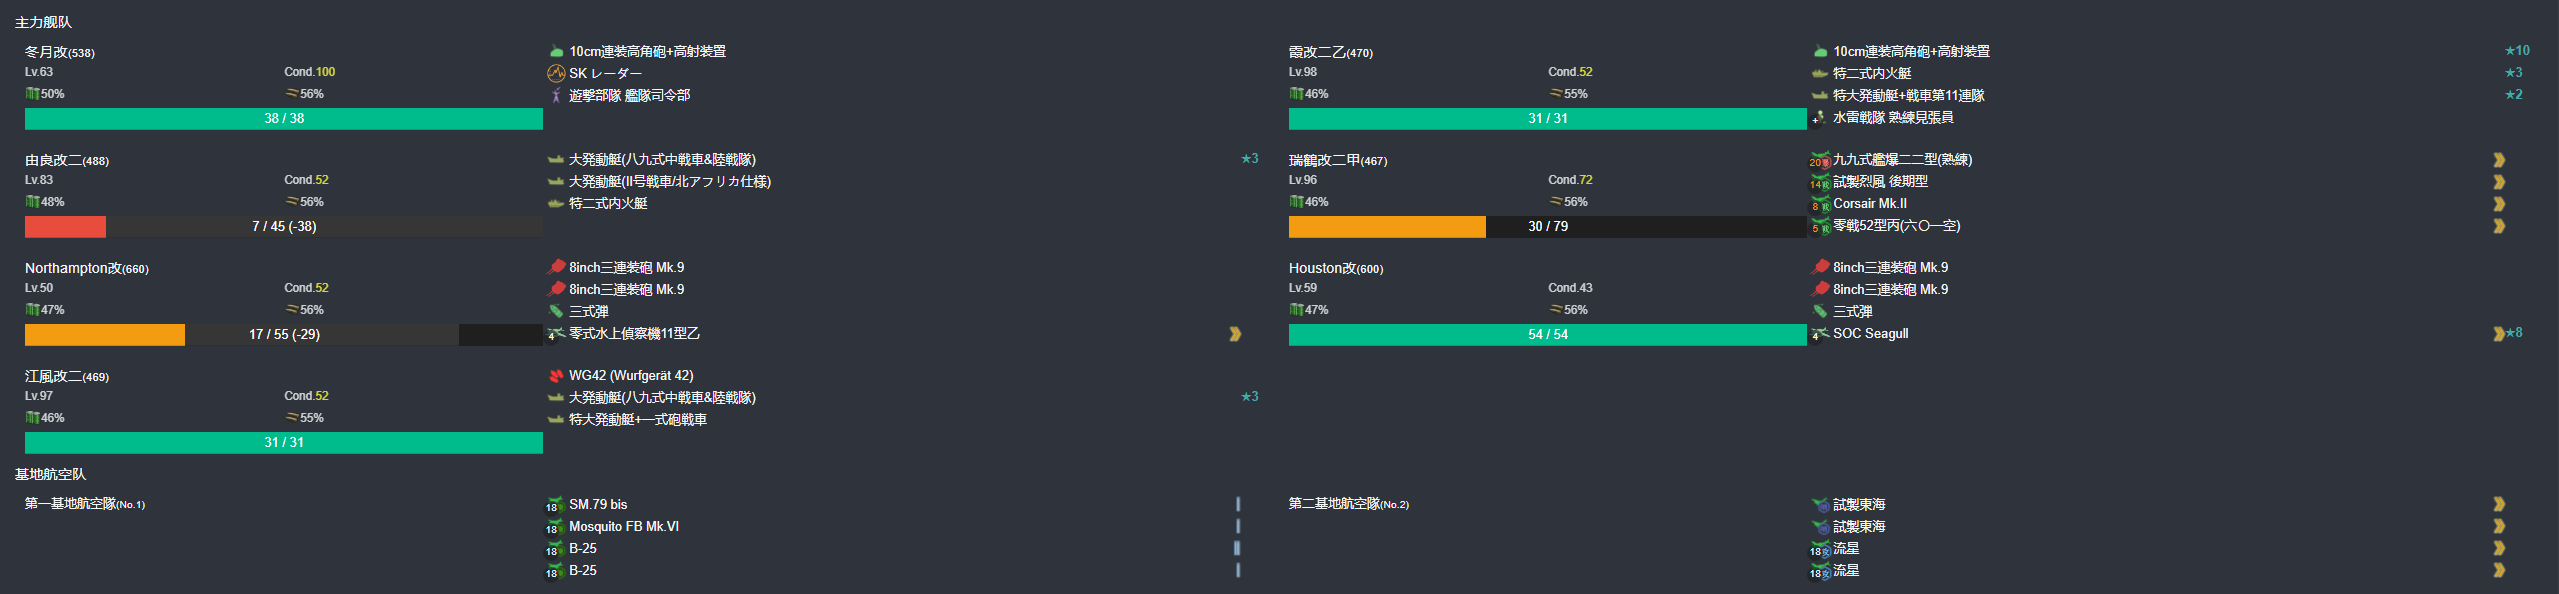 主力舰队
冬月改(538)
Lv.63 Cond.100
50% 56%
38 / 38
10cm連装高角砲+高射装置
SK レーダー
遊撃部隊 艦隊司令部
霞改二乙(470)
Lv.98 Cond.52
46% 55%
31 / 31
10cm連装高角砲+高射装置 ★10
特二式内火艇 ★3
特大発動艇+戦車第11連隊 ★2
水雷戦隊 熟練見張員
由良改二(488)
Lv.83 Cond.52
48% 56%
7 / 45 (-38)
大発動艇(八九式中戦車&陸戦隊) ★3
大発動艇(II号戦車/北アフリカ仕様)
特二式内火艇
瑞鶴改二甲(467)
Lv.96 Cond.72
46% 56%
30 / 79
20 九九式艦爆二二型(熟練)
14 試製烈風 後期型
8 Corsair Mk.II
5 零戦52型丙(六〇一空)
Northampton改(660)
Lv.50 Cond.52
47% 56%
17 / 55 (-29)
8inch三連装砲 Mk.9
8inch三連装砲 Mk.9
三式弾
4 零式水上偵察機11型乙
Houston改(600)
Lv.59 Cond.43
47% 56%
54 / 54
8inch三連装砲 Mk.9
8inch三連装砲 Mk.9
三式弾
4 SOC Seagull ★8
江風改二(469)
Lv.97 Cond.52
46% 55%
31 / 31
WG42 (Wurfgerät 42)
大発動艇(八九式中戦車&陸戦隊) ★3
特大発動艇+一式砲戦車
基地航空队
第一基地航空隊(No.1)
18 SM.79 bis
18 Mosquito FB Mk.VI
18 B-25
18 B-25
第二基地航空隊(No.2)
試製東海
試製東海
18 流星
18 流星